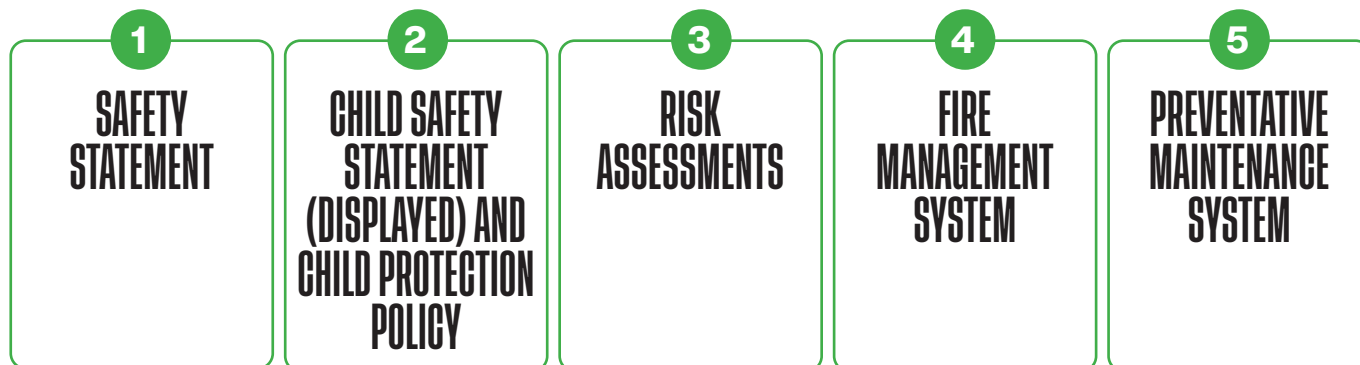 1
SAFETY
STATEMENT
2
CHILD SAFETY
STATEMENT
(DISPLAYED) AND
CHILD PROTECTION
POLICY
3
RISK
ASSESSMENTS
4
FIRE
MANAGEMENT
SYSTEM
5
PREVENTATIVE
MAINTENANCE
SYSTEM